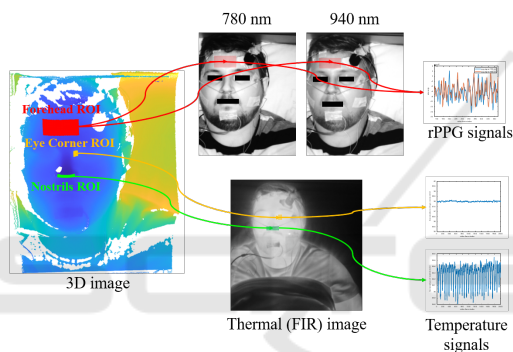 780 nm
940 nm
Forehead ROI
Eye Corner ROI
Nostrils ROI
rPPG signals
3D image
Thermal (FIR) image
Temperature
signals